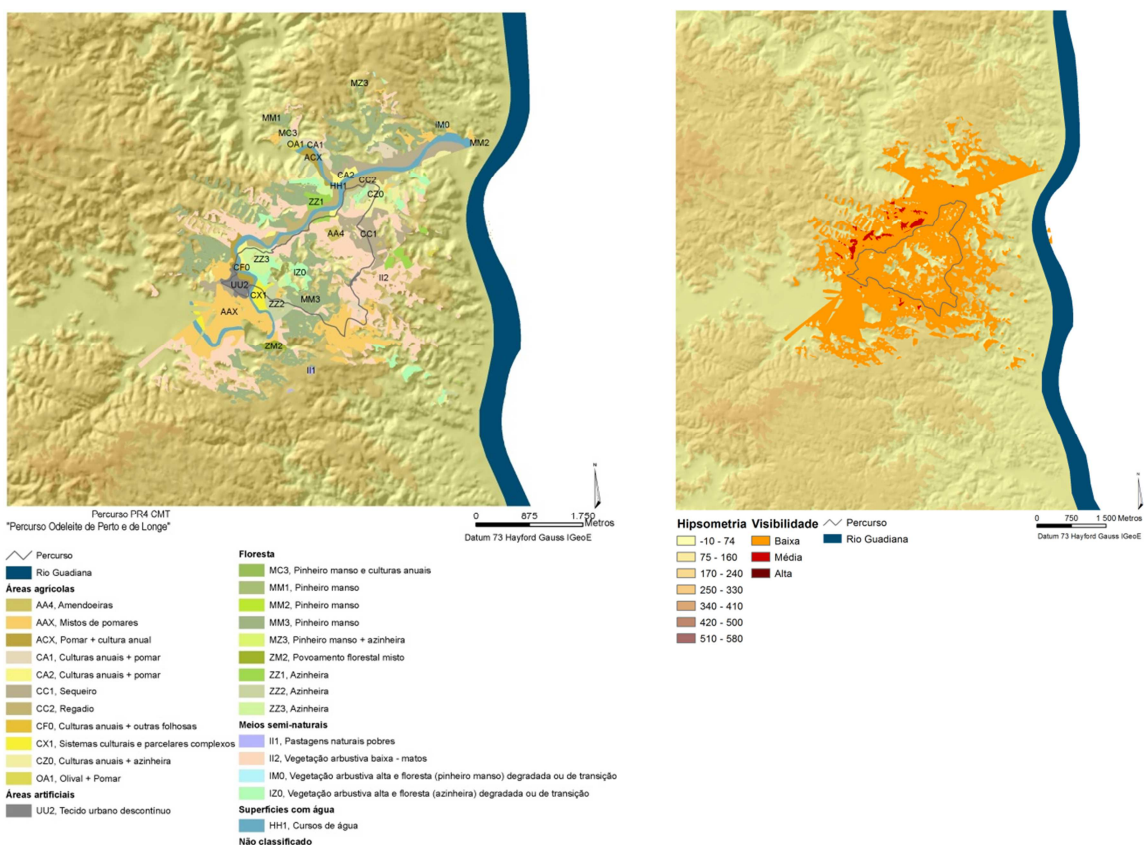 MZ3
MM1
MC3
IM0
OA1 CA1
MM2
ACX
CA2
CC2
HH1
CZ0
ZZ1
AA4
CC1
ZZ3
CF0
IZ0
II2
UU2
CX1
ZZ2
MM3
AAX
ZM2
II1
N
Percurso PR4 CMT
"Percurso Odeleite de Perto e de Longe"
0 875 1.750
Metros
Datum 73 Hayford Gauss IGeoE
Percurso
Rio Guadiana
Áreas agrícolas
AA4, Amendoeiras
AAX, Mistos de pomares
ACX, Pomar + cultura anual
CA1, Culturas anuais + pomar
CA2, Culturas anuais + pomar
CC1, Sequeiro
CC2, Regadio
CF0, Culturas anuais + outras folhosas
CX1, Sistemas culturais e parcelares complexos
CZ0, Culturas anuais + azinheira
OA1, Olival + Pomar
Áreas artificiais
UU2, Tecido urbano descontínuo
Floresta
MC3, Pinheiro manso e culturas anuais
MM1, Pinheiro manso
MM2, Pinheiro manso
MM3, Pinheiro manso
MZ3, Pinheiro manso + azinheira
ZM2, Povoamento florestal misto
ZZ1, Azinheira
ZZ2, Azinheira
ZZ3, Azinheira
Meios semi-naturais
II1, Pastagens naturais pobres
II2, Vegetação arbustiva baixa - matos
IM0, Vegetação arbustiva alta e floresta (pinheiro manso) degradada ou de transição
IZ0, Vegetação arbustiva alta e floresta (azinheira) degradada ou de transição
Superfícies com água
HH1, Cursos de água
Não classificado
N
0 750 1 500 Metros
Datum 73 Hayford Gauss IGeoE
Hipsometria
-10 - 74
75 - 160
170 - 240
250 - 330
340 - 410
420 - 500
510 - 580
Visibilidade
Baixa
Média
Alta
Percurso
Rio Guadiana